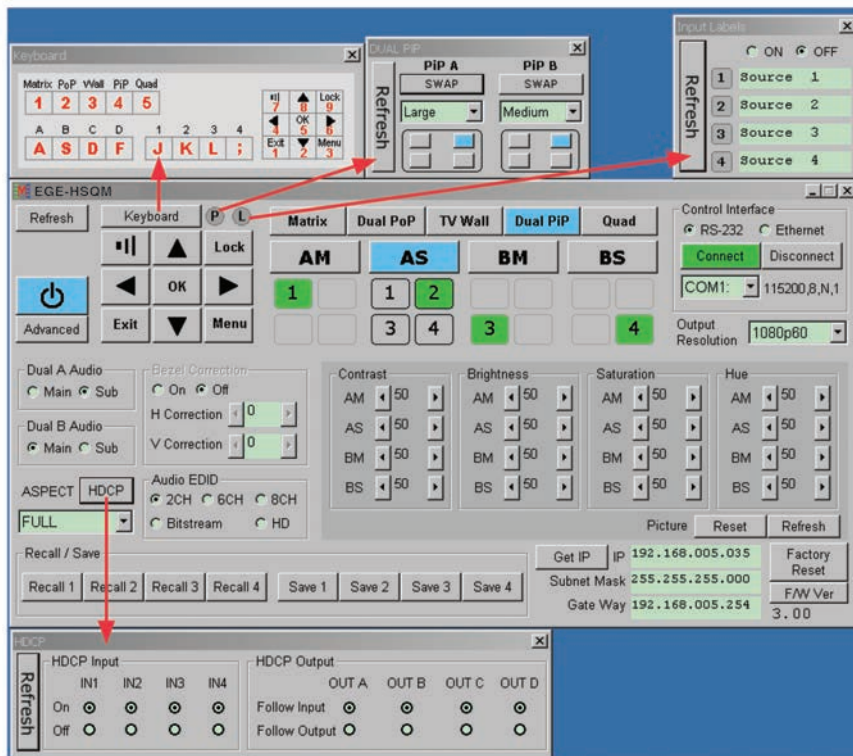 Keyboard
Matrix PoP Wall PiP Quad
1 2 3 4 5
A B C D 1 2 3 4
A S D F J K L ;
7 8 Lock 9
4 OK 5 6
Exit 1 2 Menu 3
DUAL PiP
Refresh
PiP A PiP B
SWAP SWAP
Large Medium
Input Labels
Refresh
ON OFF
1 Source 1
2 Source 2
3 Source 3
4 Source 4
EGE-HSQM
Refresh Keyboard P L
Lock
OK
Advanced Exit Menu
Matrix Dual PoP TV Wall Dual PiP Quad
AM AS BM BS
1 1 2
3 4 3 4
Control Interface
RS-232 Ethernet
Connect Disconnect
COM1: 115200,8,N,1
Output Resolution 1080p60
Dual A Audio
Main Sub
Dual B Audio
Main Sub
Bezel Correction
On Off
H Correction 0
V Correction 0
ASPECT HDCP
FULL
Audio EDID
2CH 6CH 8CH
Bitstream HD
Contrast Brightness Saturation Hue
AM 50 AM 50 AM 50 AM 50
AS 50 AS 50 AS 50 AS 50
BM 50 BM 50 BM 50 BM 50
BS 50 BS 50 BS 50 BS 50
Picture Reset Refresh
Recall / Save
Recall 1 Recall 2 Recall 3 Recall 4 Save 1 Save 2 Save 3 Save 4
Get IP IP 192.168.005.035
Subnet Mask 255.255.255.000
Gate Way 192.168.005.254
Factory Reset
F/W Ver
3.00
HDCP
Refresh
HDCP Input
IN1 IN2 IN3 IN4
On
Off
HDCP Output
OUT A OUT B OUT C OUT D
Follow Input
Follow Output